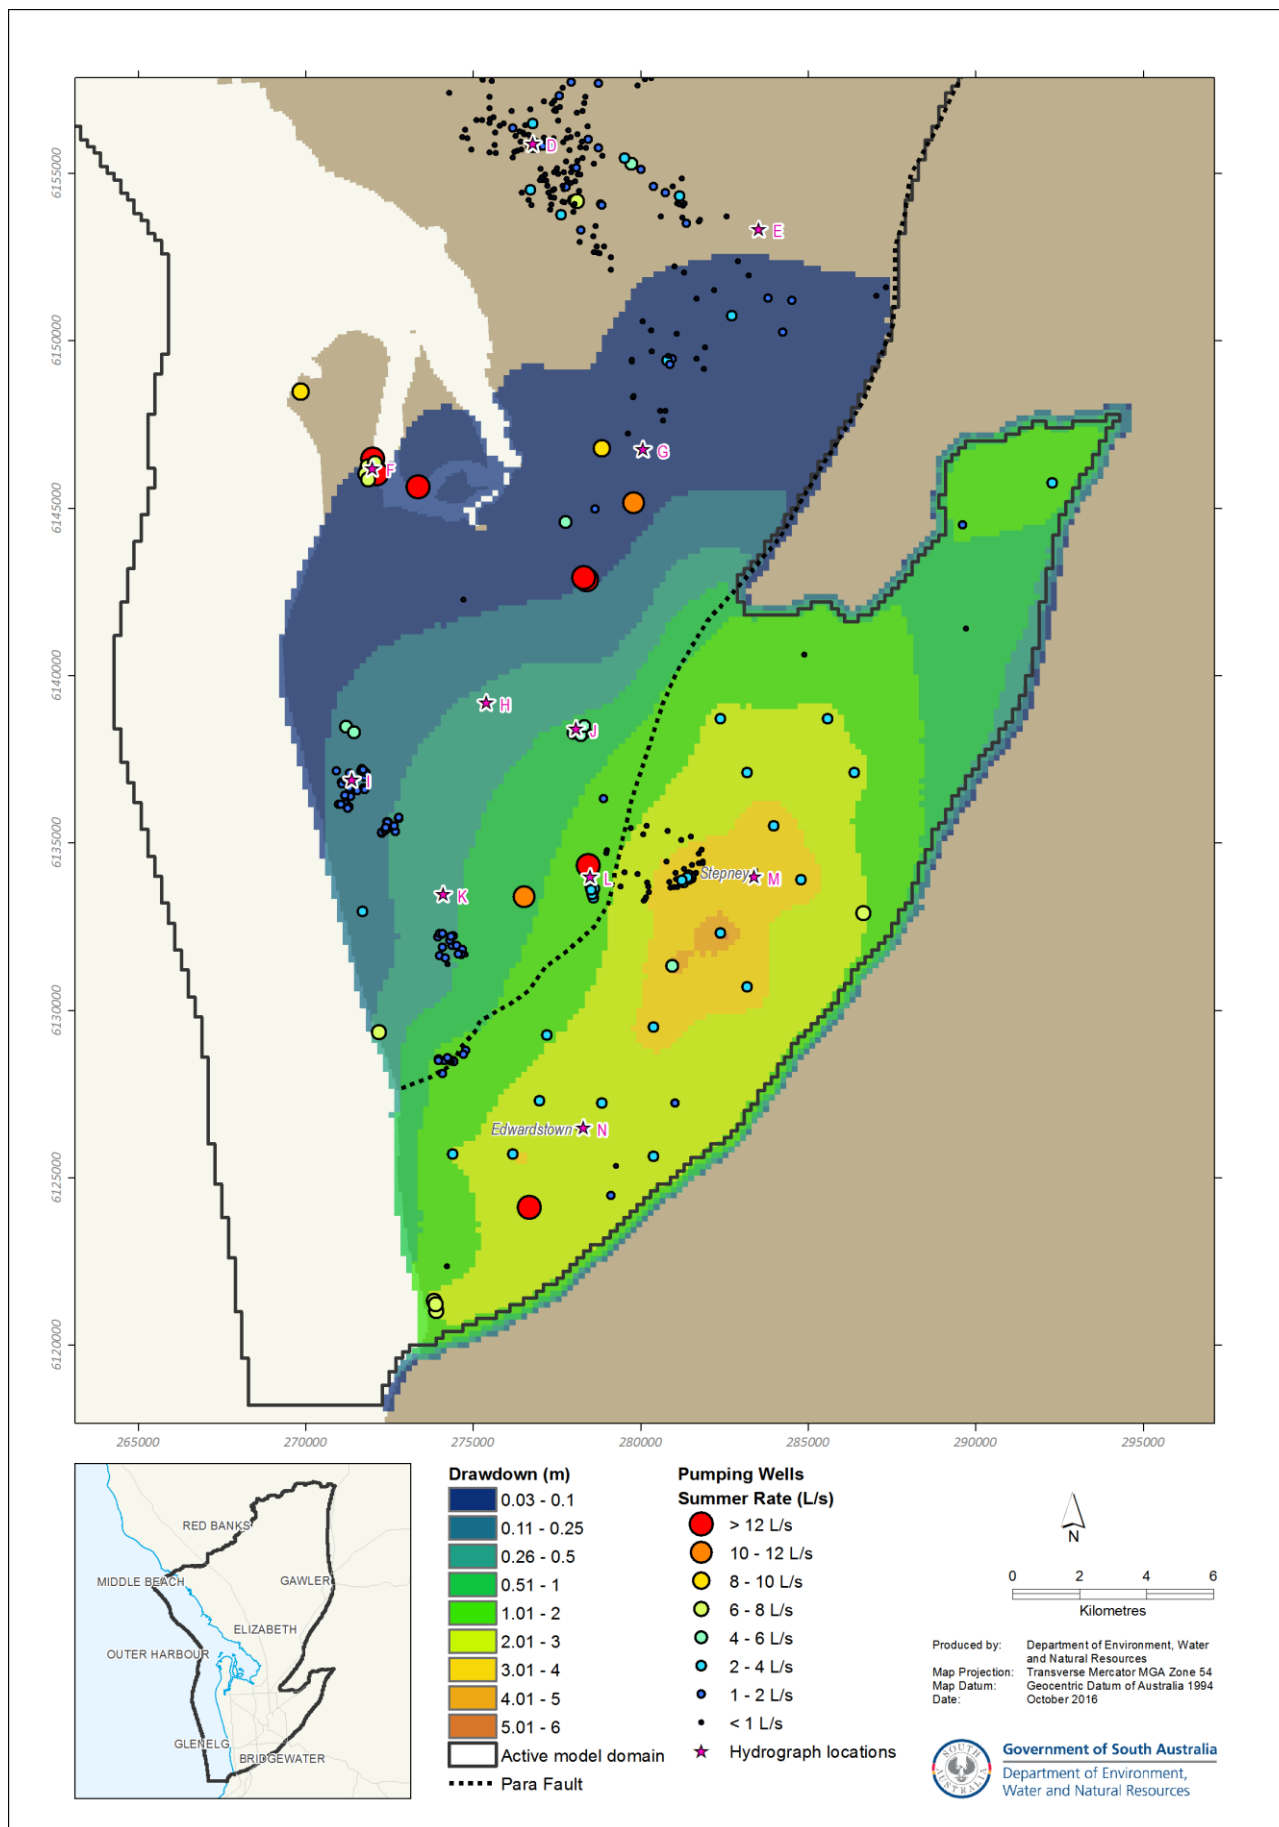 6155000
6150000
6145000
6140000
6135000
6130000
6125000
6120000
D
E
F
G
H
J
I
L
Stepney
M
K
Edwardstown
N
265000
270000
275000
280000
285000
290000
295000
RED BANKS
MIDDLE BEACH
GAWLER
ELIZABETH
OUTER HARBOUR
GLENELG
BRIDGEWATER
Drawdown (m)
0.03 - 0.1
0.11 - 0.25
0.26 - 0.5
0.51 - 1
1.01 - 2
2.01 - 3
3.01 - 4
4.01 - 5
5.01 - 6
Active model domain
Para Fault
Pumping Wells
Summer Rate (L/s)
> 12 L/s
10 - 12 L/s
8 - 10 L/s
6 - 8 L/s
4 - 6 L/s
2 - 4 L/s
1 - 2 L/s
< 1 L/s
Hydrograph locations
N
0 2 4 6
Kilometres
Produced by: Department of Environment, Water
and Natural Resources
Map Projection: Transverse Mercator MGA Zone 54
Map Datum: Geocentric Datum of Australia 1994
Date: October 2016
SOUTH
AUSTRALIA
Government of South Australia
Department of Environment,
Water and Natural Resources